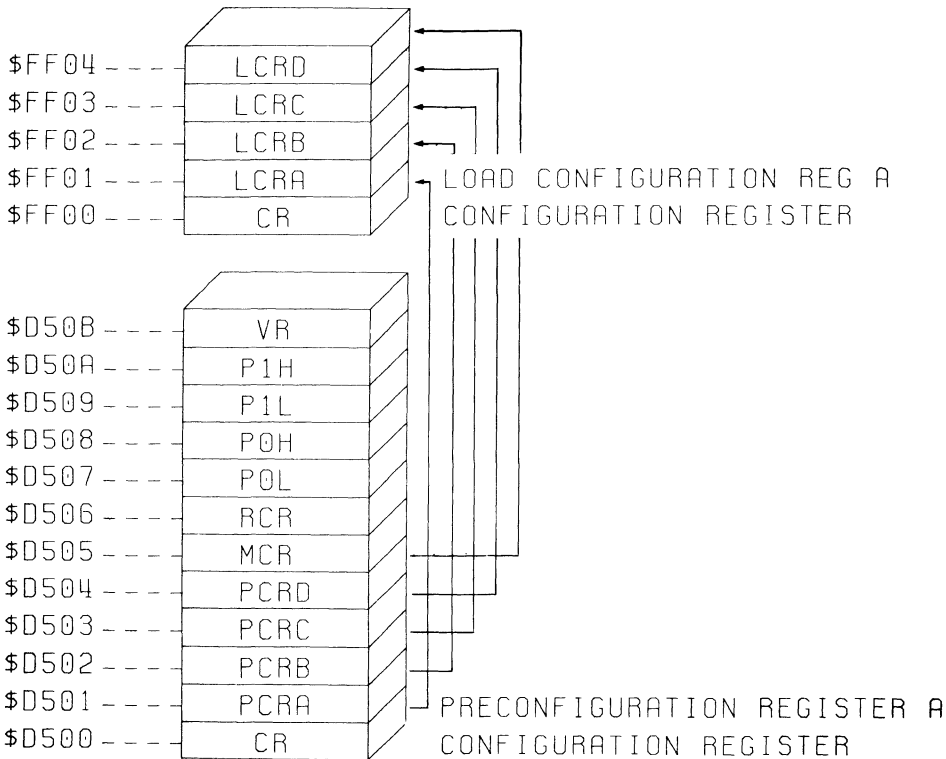 $FF04---- LCRD
$FF03---- LCRC
$FF02---- LCRB
$FF01---- LCRA LOAD CONFIGURATION REG A
$FF00---- CR CONFIGURATION REGISTER
$D50B---- VR
$D50A---- P1H
$D509---- P1L
$D508---- P0H
$D507---- P0L
$D506---- RCR
$D505---- MCR
$D504---- PCRD
$D503---- PCRC
$D502---- PCRB
$D501---- PCRA PRECONFIGURATION REGISTER A
$D500---- CR CONFIGURATION REGISTER